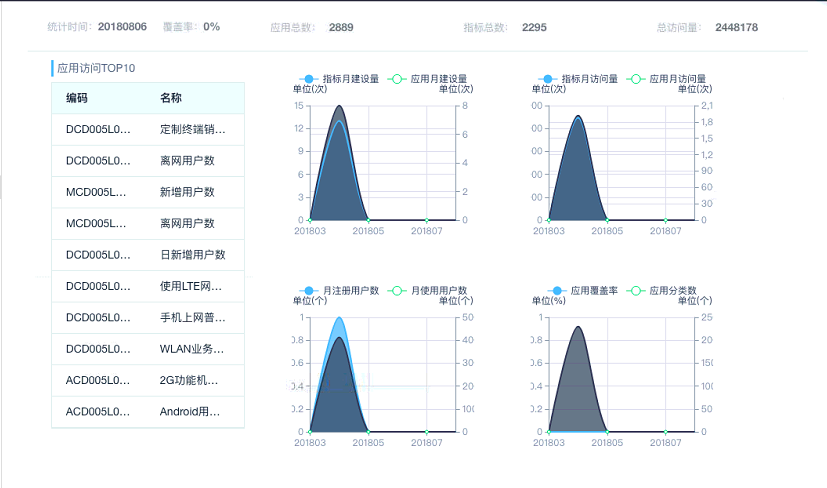 统计时间: 20180806 覆盖率: 0% 应用总数: 2889 指标总数: 2295 总访问量: 2448178
应用访问TOP10
编码 名称
DCD005L0... 定制终端销...
DCD005L0... 离网用户数
MCD005L... 新增用户数
MCD005L... 离网用户数
DCD005L0... 日新增用户数
DCD005L0... 使用LTE网...
DCD005L0... 手机上网普...
DCD005L0... WLAN业务...
ACD005L0... 2G功能机...
ACD005L0... Android用...
指标月建设量 应用月建设量
单位(次) 单位(次)
15 8
12 6
9 4
6 2
3 0
0
201803 201805 201807
指标月访问量 应用月访问量
单位(次) 单位(次)
00 2,1
00 1,8
00 1,5
00 1,2
00 90
0 60
30
0
201803 201805 201807
月注册用户数 月使用用户数
单位(个) 单位(个)
1 50
0.8 40
0.6 30
0.4 20
0.2 10
0 0
201803 201805 201807
应用覆盖率 应用分类数
单位(%) 单位(个)
1 25
0.8 20
0.6 15
0.4 10
0.2 50
0 0
201803 201805 201807